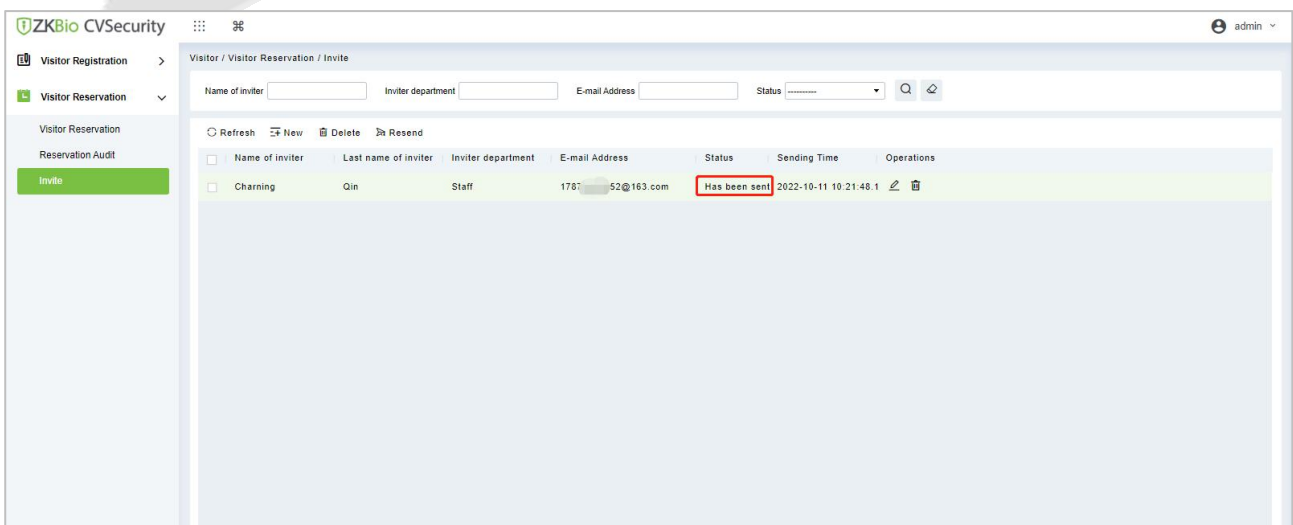 ZKBio CVSecurity
admin
Visitor Registration
Visitor Reservation
Visitor Reservation
Reservation Audit
Invite
Visitor / Visitor Reservation / Invite
Name of inviter Inviter department E-mail Address Status ----------
Refresh New Delete Resend
Name of inviter Last name of inviter Inviter department E-mail Address Status Sending Time Operations
Charning Qin Staff 1787 52@163.com Has been sent 2022-10-11 10:21:48.1